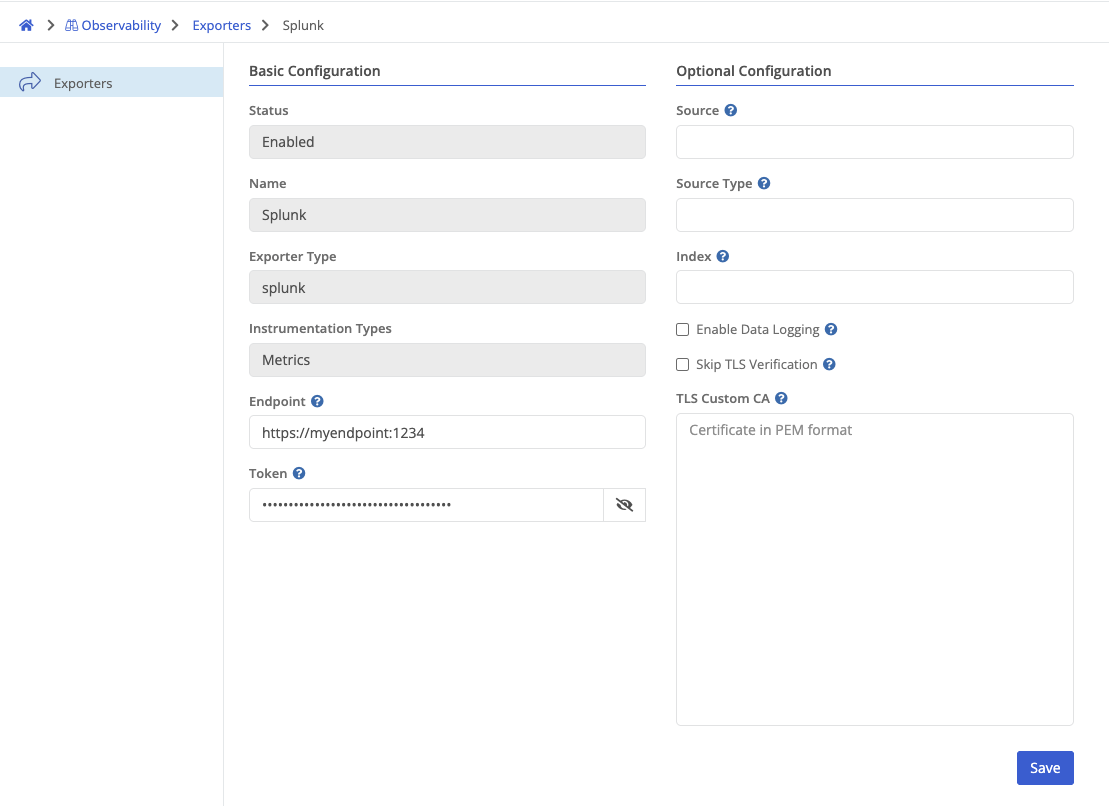 Observability Exporters Splunk
Exporters
Basic Configuration
Status
Enabled
Name
Splunk
Exporter Type
splunk
Instrumentation Types
Metrics
Endpoint
https://myendpoint:1234
Token
••••••••••••••••••••••••••••••••••••
Optional Configuration
Source
Source Type
Index
Enable Data Logging
Skip TLS Verification
TLS Custom CA
Certificate in PEM format
Save